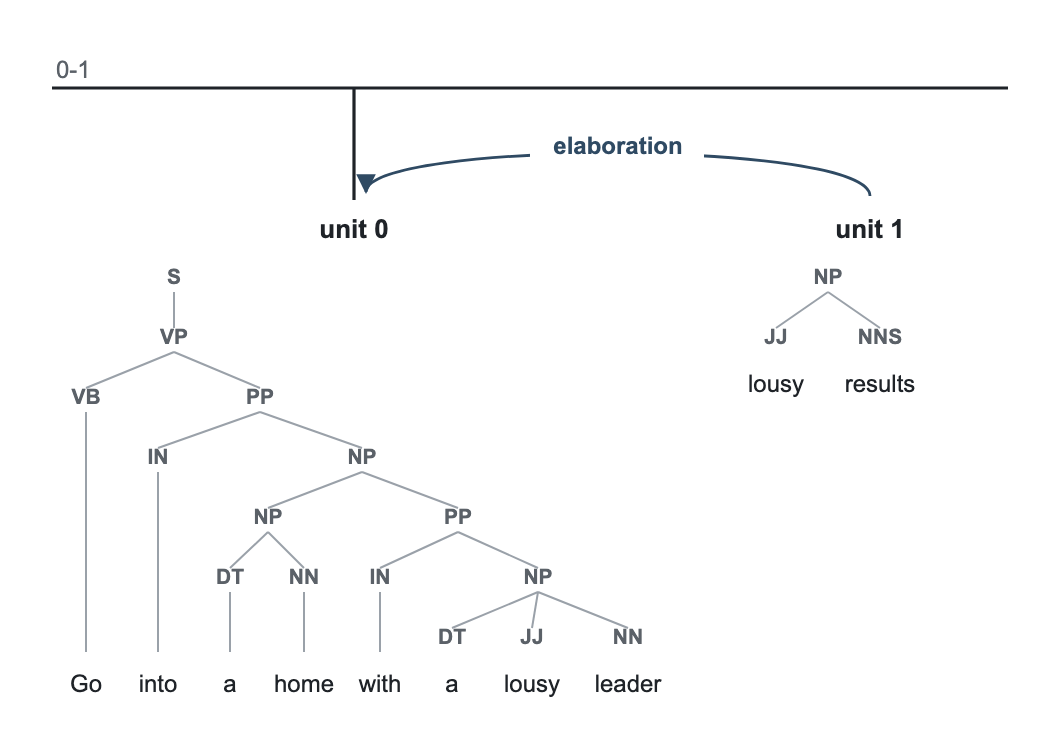 0-1
elaboration
unit 0 unit 1
S NP
VP JJ NNS
lousy results
VB PP
IN NP
NP PP
DT NN IN NP
DT JJ NN
Go into a home with a lousy leader